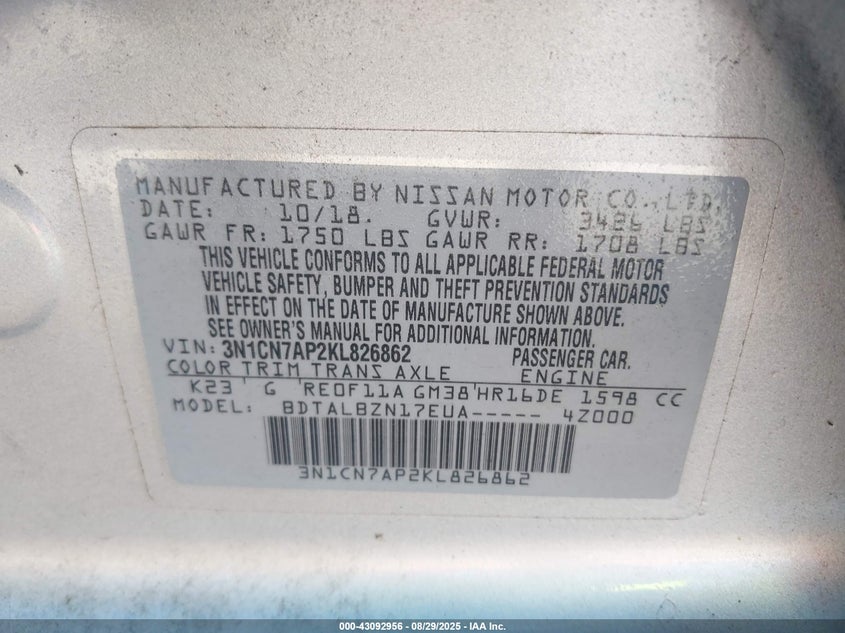 MANUFACTURED BY NISSAN MOTOR CO., LTD.
DATE: 10/18. GVWR: 3426 LBS
GAWR FR: 1750 LBS GAWR RR: 1708 LBS
THIS VEHICLE CONFORMS TO ALL APPLICABLE FEDERAL MOTOR
VEHICLE SAFETY, BUMPER AND THEFT PREVENTION STANDARDS
IN EFFECT ON THE DATE OF MANUFACTURE SHOWN ABOVE.
SEE OWNER'S MANUAL FOR ADDITIONAL INFORMATION.
VIN: 3N1CN7AP2KL826862 PASSENGER CAR.
COLOR TRIM TRANS AXLE ENGINE
K23 G RE0F11A GM38 HR16DE 1598 CC
MODEL: BDTALBZN17EUA----- 4Z000
3N1CN7AP2KL826862
000-43092956 - 08/29/2025 - IAA Inc.